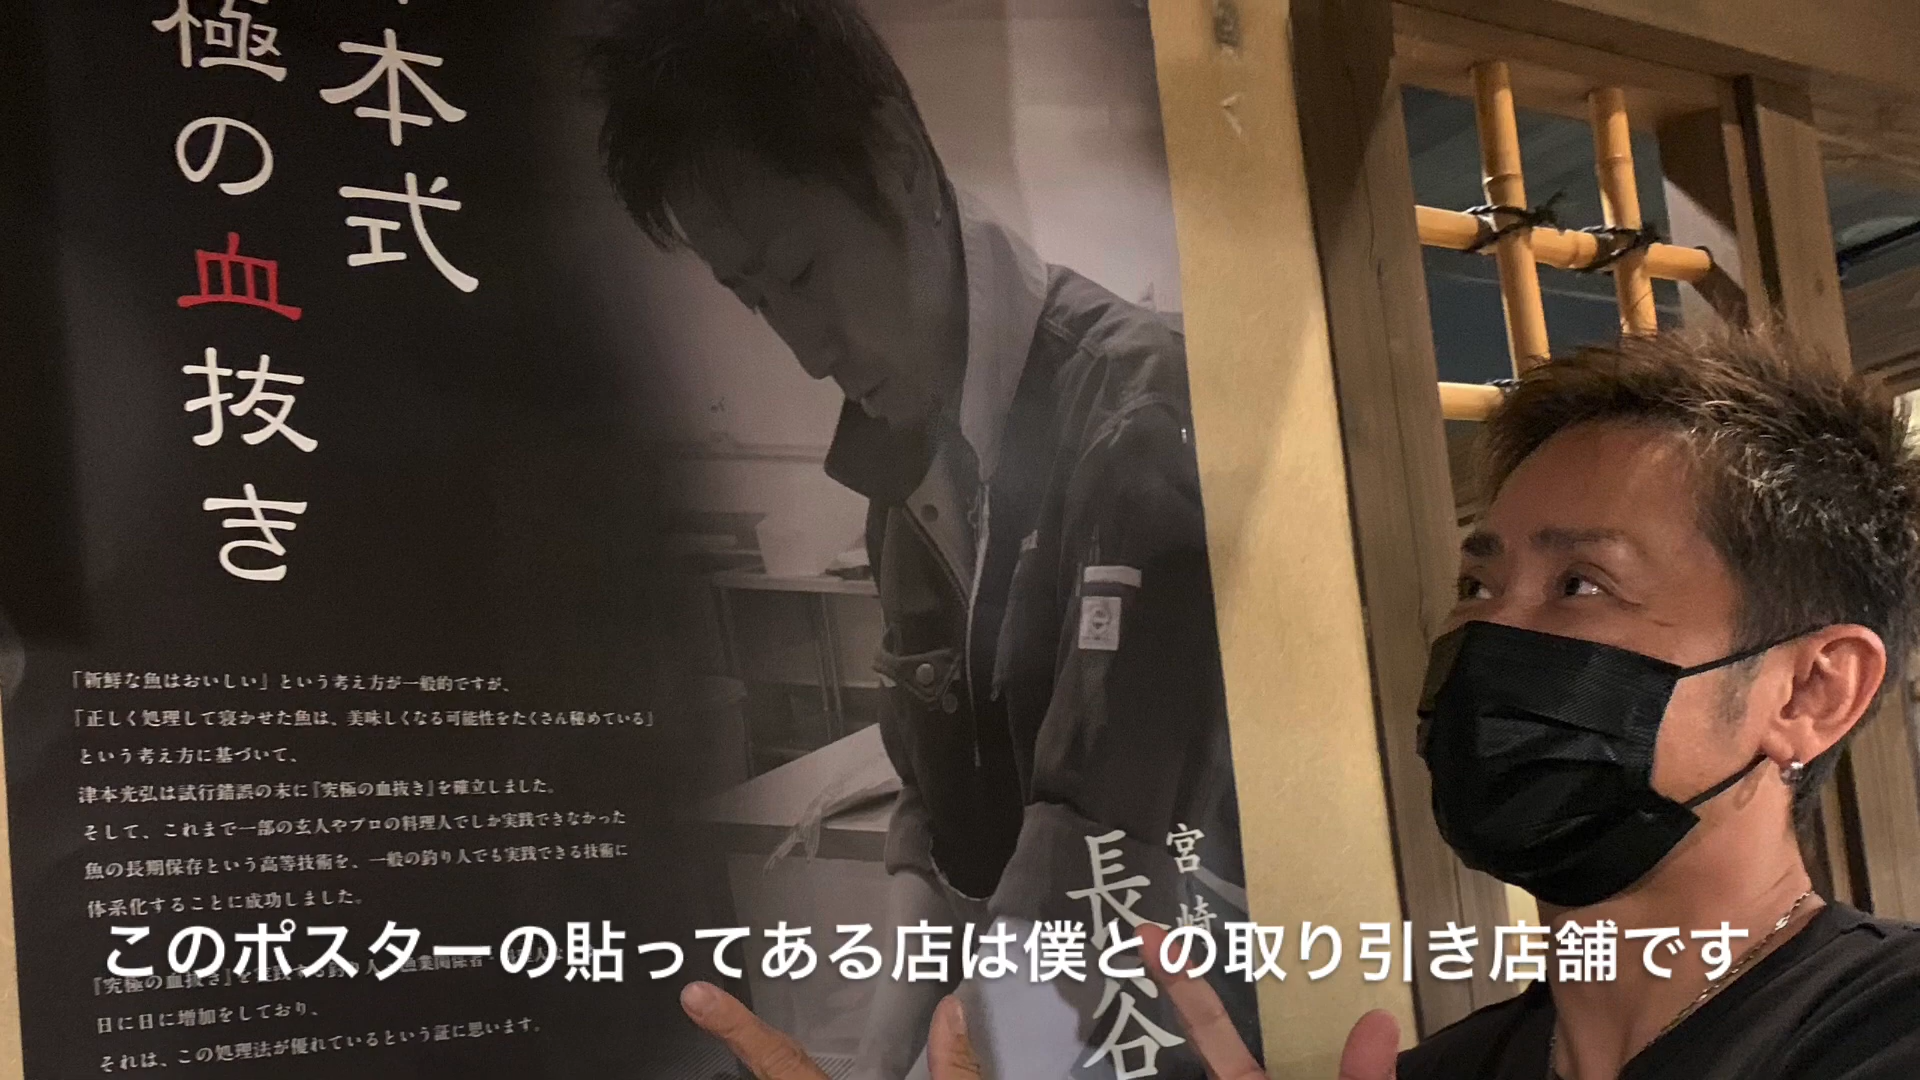 本式
極の血抜き
「新鮮な魚はおいしい」という考え方が一般的ですが、
「正しく処理して寝かせた魚は、美味しくなる可能性をたくさん秘めている」
という考え方に基づいて、
津本光弘は試行錯誤の末に『究極の血抜き』を確立しました。
そして、これまで一部の玄人やプロの料理人でしか実践できなかった
魚の長期保存という高等技術を、一般の釣り人でも実践できる技術に
体系化することに成功しました。
『究極の血抜き』を
日に日に増加をしており、
それは、この処理法が優れているという証に思います。
宮崎
長谷
このポスターの貼ってある店は僕との取り引き店舗です